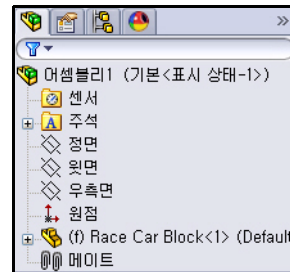 »
어셈블리1 (기본<표시 상태-1>)
센서
A 주석
정면
윗면
우측면
원점
(f) Race Car Block<1> (Default
메이트